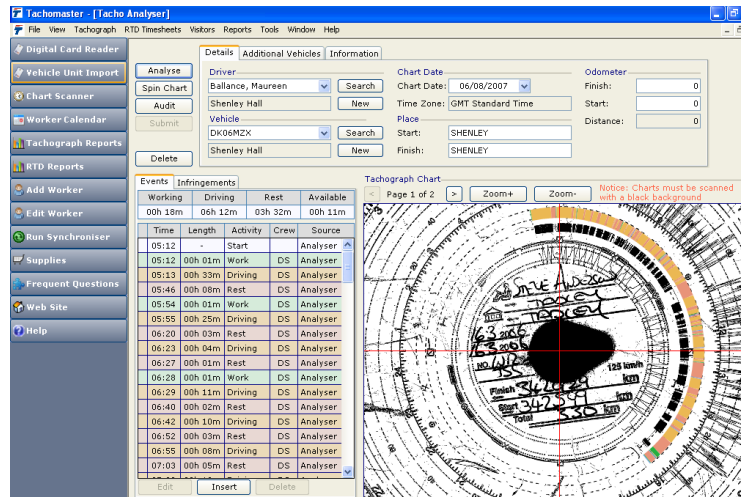 Tachomaster - [Tacho Analyser]
File View Tachograph RTD Timesheets Visitors Reports Tools Window Help
Digital Card Reader
Vehicle Unit Import
Chart Scanner
Worker Calendar
Tachograph Reports
RTD Reports
Add Worker
Edit Worker
Run Synchroniser
Supplies
Frequent Questions
Web Site
Help
Analyse
Spin Chart
Audit
Submit
Delete
Details Additional Vehicles Information
Driver
Ballance, Maureen Search
Shenley Hall New
Vehicle
DK06MZX Search
Shenley Hall New
Chart Date
Chart Date: 06/08/2007
Time Zone: GMT Standard Time
Place
Start: SHENLEY
Finish: SHENLEY
Odometer
Finish: 0
Start: 0
Distance: 0
Events Infringements
Working Driving Rest Available
00h 18m 06h 12m 03h 32m 00h 11m
Time Length Activity Crew Source
05:12 - Start Analyser
05:12 00h 01m Work DS Analyser
05:13 00h 33m Driving DS Analyser
05:46 00h 08m Rest DS Analyser
05:54 00h 01m Work DS Analyser
05:55 00h 25m Driving DS Analyser
06:20 00h 03m Rest DS Analyser
06:23 00h 04m Driving DS Analyser
06:27 00h 01m Rest DS Analyser
06:28 00h 01m Work DS Analyser
06:29 00h 11m Driving DS Analyser
06:40 00h 02m Rest DS Analyser
06:42 00h 10m Driving DS Analyser
06:52 00h 03m Rest DS Analyser
06:55 00h 08m Driving DS Analyser
07:03 00h 05m Rest DS Analyser
Edit Insert Delete
Tachograph Chart
< Page 1 of 2 > Zoom+ Zoom-
Notice: Charts must be scanned
with a black background
TADLEY
TADLEY
NO.
125 km/h
Finish km
Start km
Total 330 km